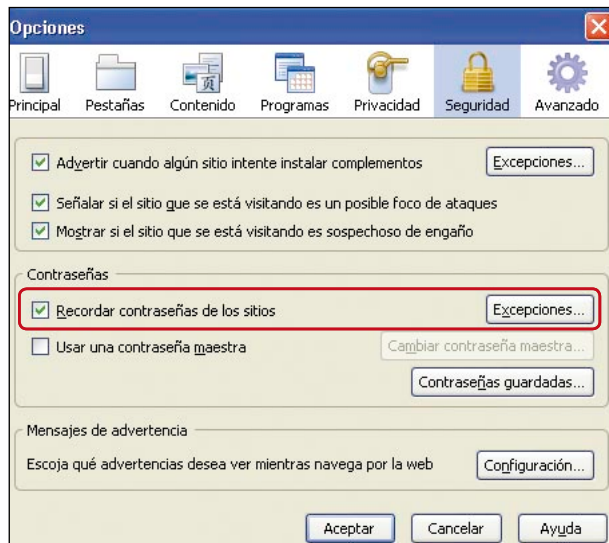 Opciones
Principal Pestañas Contenido Programas Privacidad Seguridad Avanzado
Advertir cuando algún sitio intente instalar complementos Excepciones...
Señalar si el sitio que se está visitando es un posible foco de ataques
Mostrar si el sitio que se está visitando es sospechoso de engaño
Contraseñas
Recordar contraseñas de los sitios Excepciones...
Usar una contraseña maestra Cambiar contraseña maestra...
Contraseñas guardadas...
Mensajes de advertencia
Escoja qué advertencias desea ver mientras navega por la web Configuración...
Aceptar Cancelar Ayuda